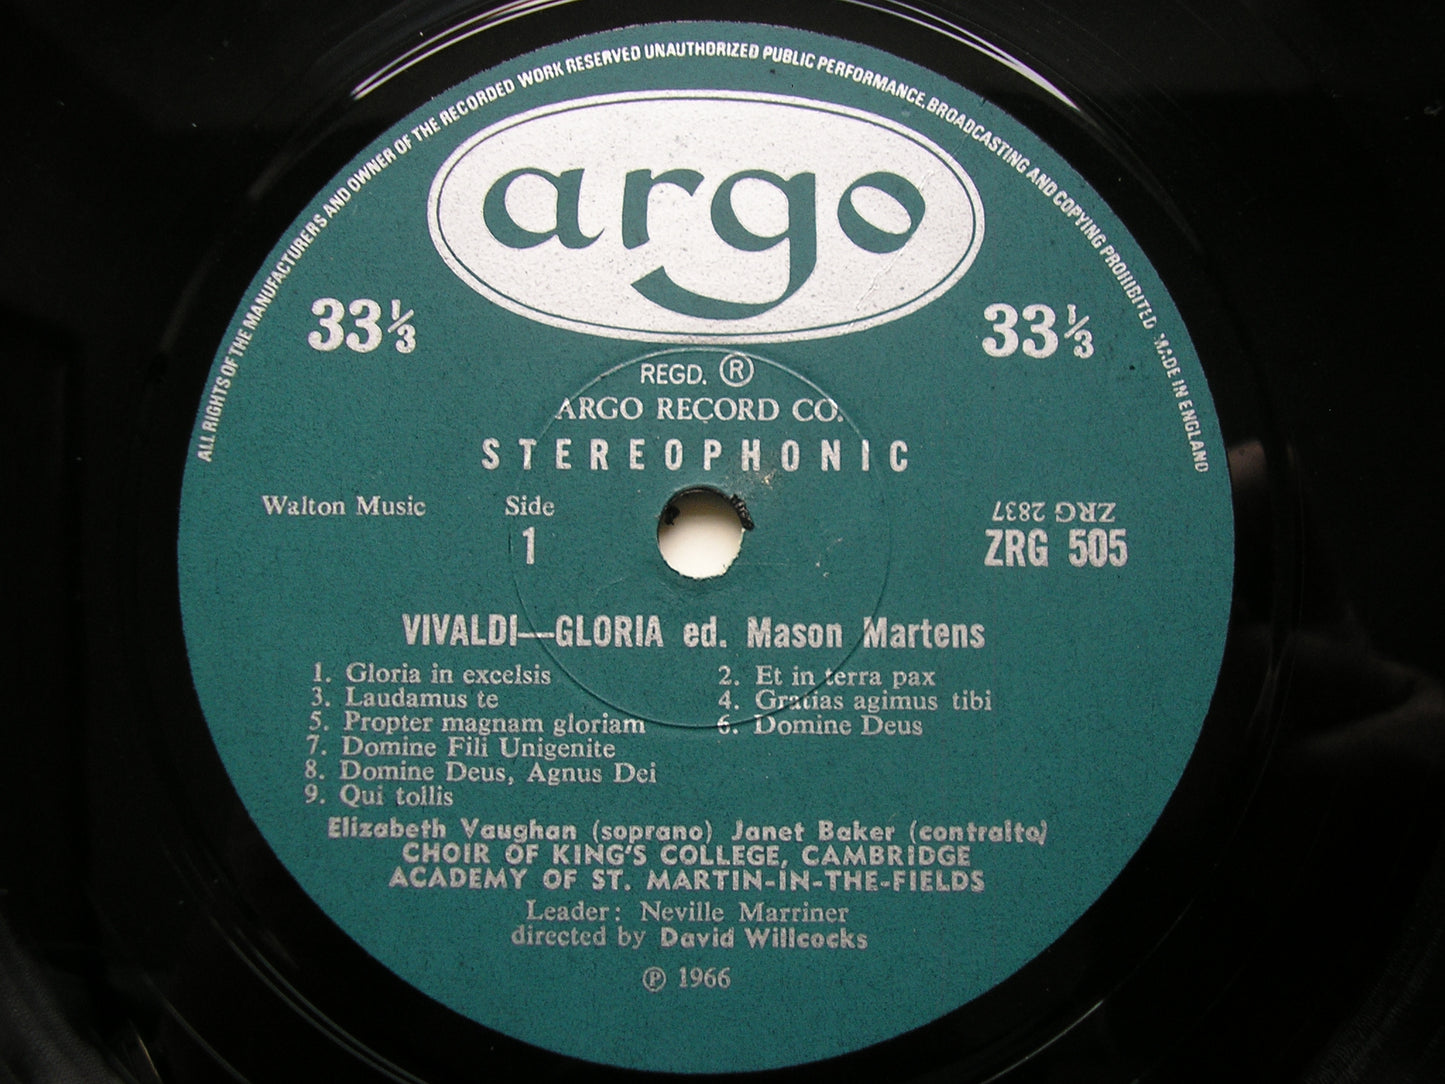 ALL RIGHTS OF THE MANUFACTURERS AND OWNER OF THE RECORDED WORK RESERVED UNAUTHORIZED PUBLIC PERFORMANCE, BROADCASTING AND COPYING PROHIBITED MADE IN ENGLAND
argo
33 1/3
33 1/3
REGD. ®
ARGO RECORD CO.
STEREOPHONIC
Walton Music
Side
1
ZRG 2837
ZRG 505
VIVALDI—GLORIA ed. Mason Martens
1. Gloria in excelsis 2. Et in terra pax
3. Laudamus te 4. Gratias agimus tibi
5. Propter magnam gloriam 6. Domine Deus
7. Domine Fili Unigenite
8. Domine Deus, Agnus Dei
9. Qui tollis
Elizabeth Vaughan (soprano) Janet Baker (contralto)
CHOIR OF KING'S COLLEGE, CAMBRIDGE
ACADEMY OF ST. MARTIN-IN-THE-FIELDS
Leader: Neville Marriner
directed by David Willcocks
℗ 1966